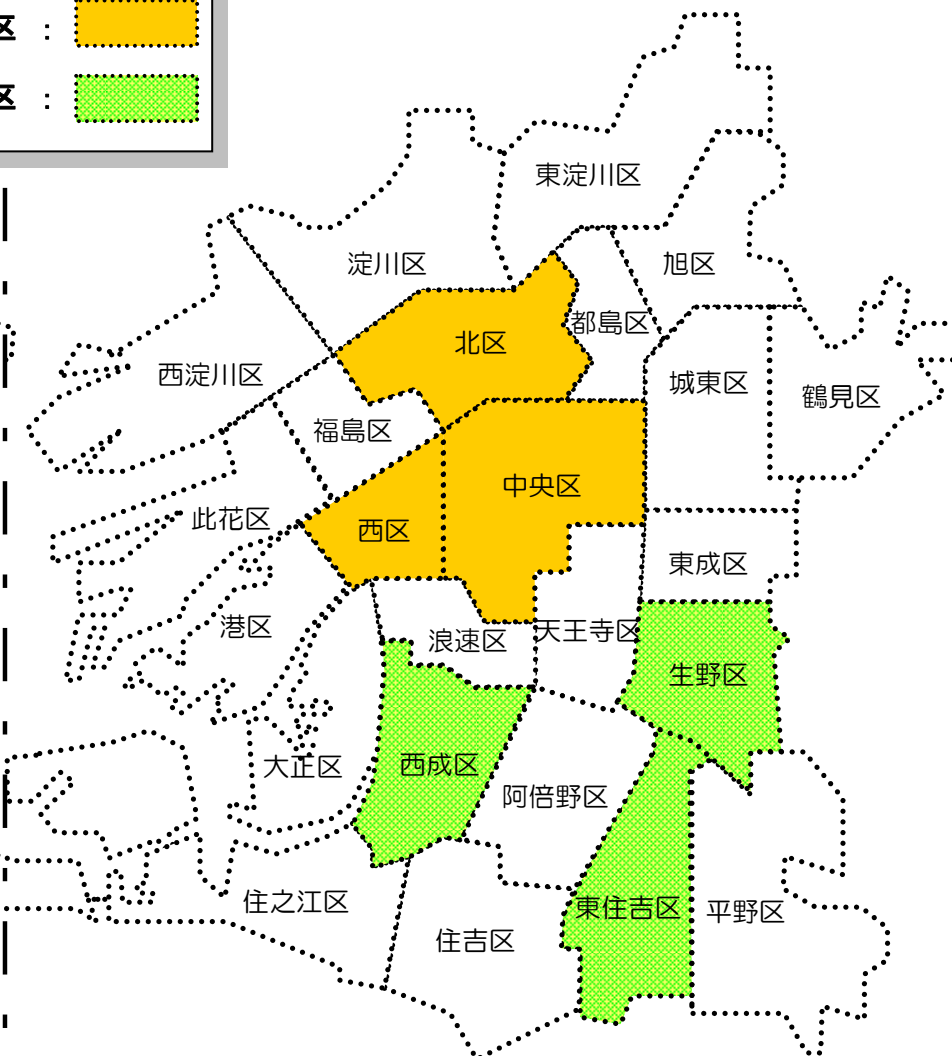 区 :
区 :
東淀川区
淀川区
旭区
都島区
北区
西淀川区
城東区
鶴見区
福島区
中央区
此花区
西区
東成区
港区
浪速区
天王寺区
生野区
大正区
西成区
阿倍野区
住之江区
東住吉区
平野区
住吉区